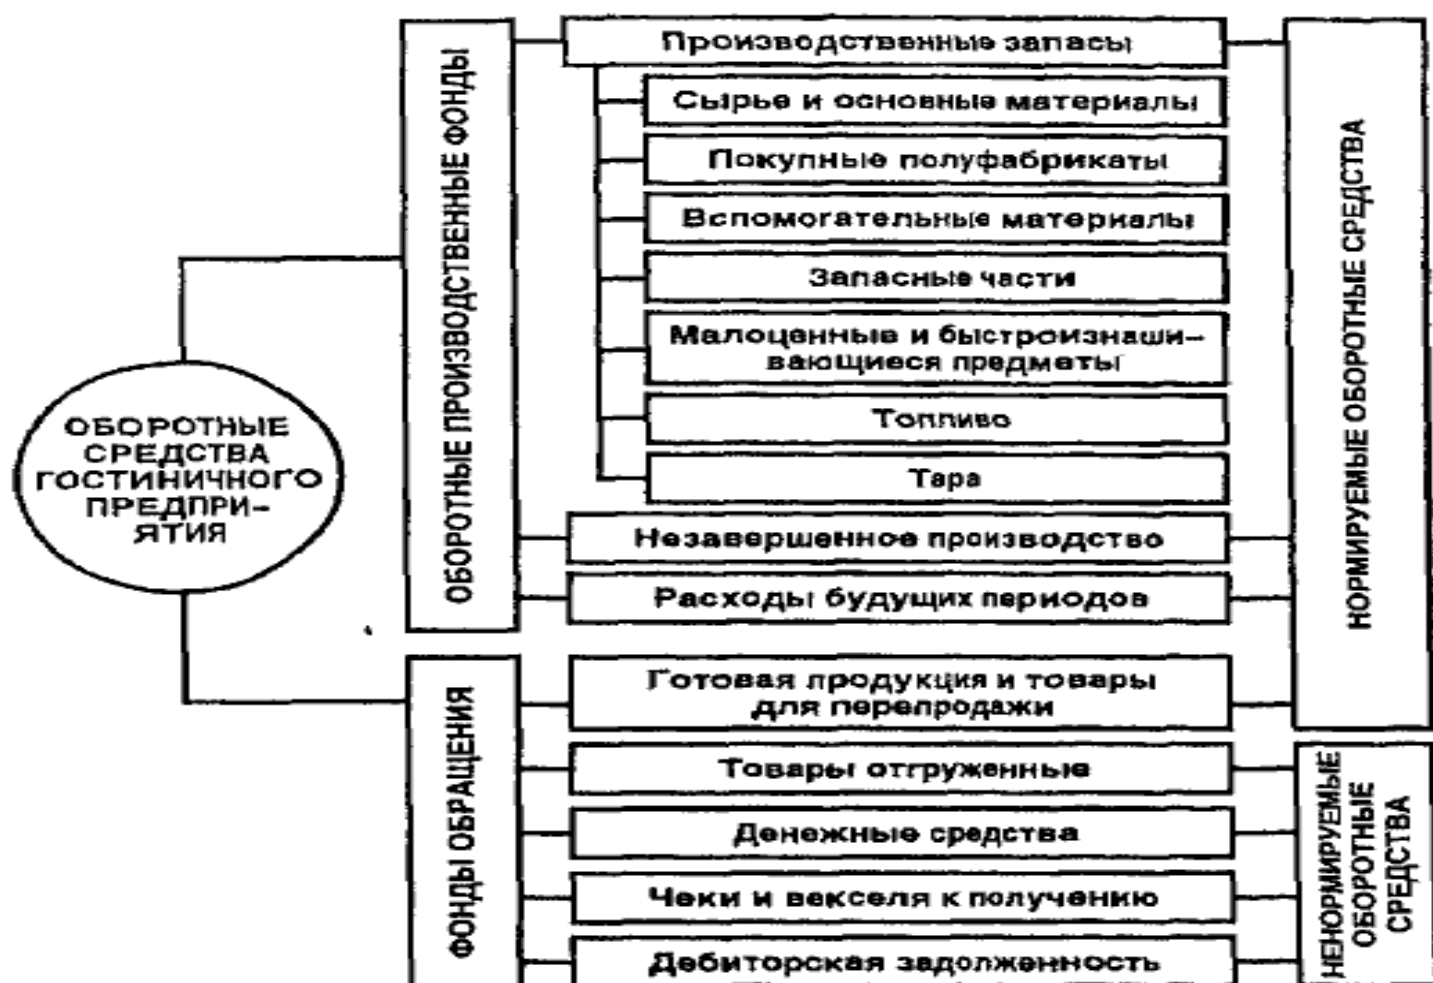 ОБОРОТНЫЕ
СРЕДСТВА
ГОСТИНИЧНОГО
ПРЕДПРИ-
ЯТИЯ
ОБОРОТНЫЕ ПРОИЗВОДСТВЕННЫЕ ФОНДЫ
Производственные запасы
Сырье и основные материалы
Покупные полуфабрикаты
Вспомогательные материалы
Запасные части
Малоценные и быстроизнаши-
вающиеся предметы
Топливо
Тара
Незавершенное производство
Расходы будущих периодов
ФОНДЫ ОБРАЩЕНИЯ
Готовая продукция и товары
для перепродажи
Товары отгруженные
Денежные средства
Чеки и векселя к получению
Дебиторская задолженность
НОРМИРУЕМЫЕ ОБОРОТНЫЕ СРЕДСТВА
НЕНОРМИРУЕМЫЕ
ОБОРОТНЫЕ
СРЕДСТВА